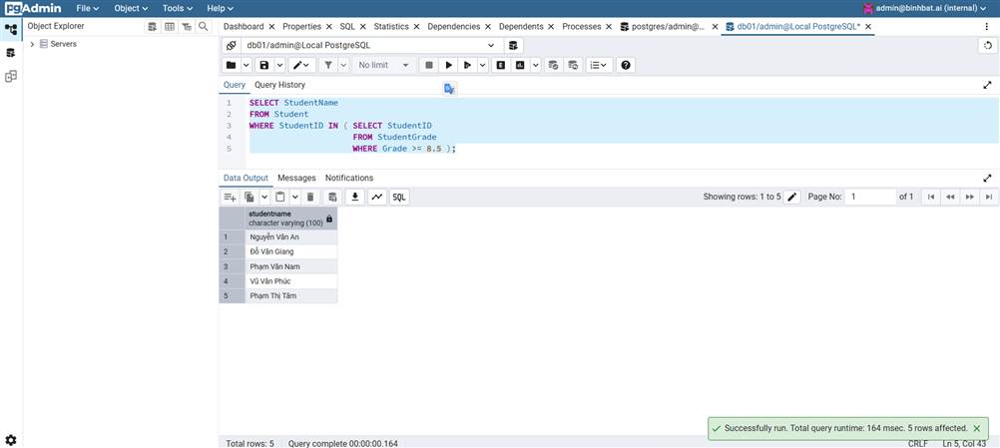 pgAdmin File Object Tools Help admin@binhbat.ai (internal)
Object Explorer
Dashboard Properties SQL Statistics Dependencies Dependents Processes postgres/admin@... db01/admin@Local PostgreSQL*
Servers
db01/admin@Local PostgreSQL
No limit
Query Query History
1 SELECT StudentName
2 FROM Student
3 WHERE StudentID IN ( SELECT StudentID
4 FROM StudentGrade
5 WHERE Grade >= 8.5 );
Data Output Messages Notifications
SQL Showing rows: 1 to 5 Page No: 1 of 1
studentname
character varying (100)
1 Nguyễn Văn An
2 Đỗ Văn Giang
3 Phạm Văn Nam
4 Vũ Văn Phúc
5 Phạm Thị Tâm
Successfully run. Total query runtime: 164 msec. 5 rows affected.
Total rows: 5 Query complete 00:00:00.164 CRLF Ln 5, Col 43